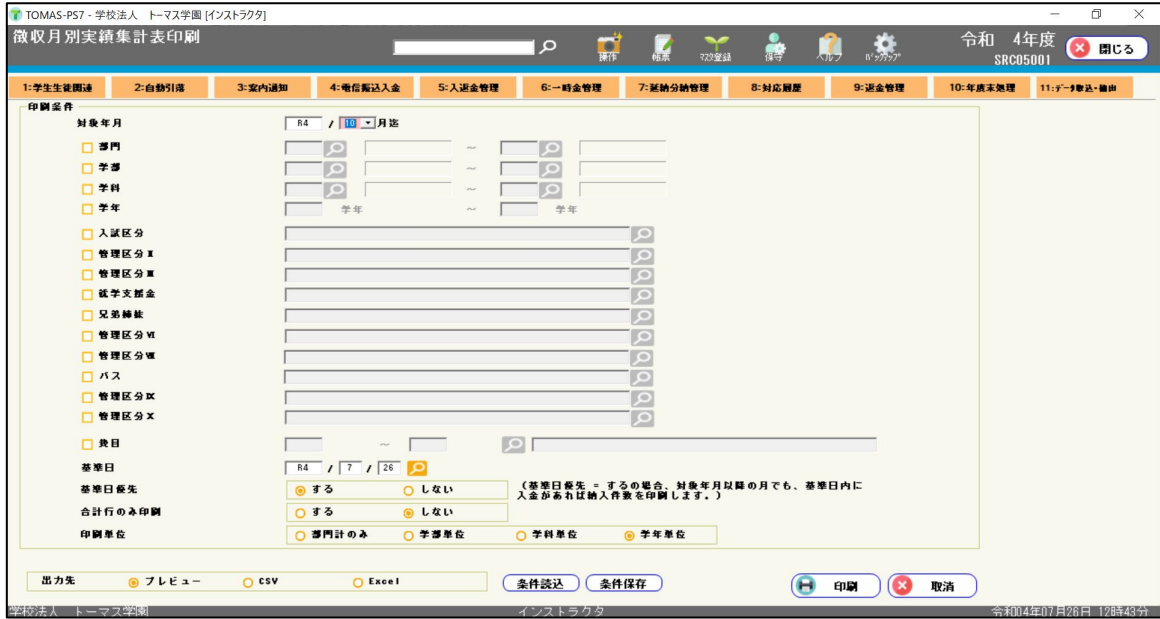 TOMAS-PS7 - 学校法人 トーマス学園 [インストラクタ]
徴収月別実績集計表印刷
操作 帳票 マスタ登録 保守 ヘルプ ﾊﾞｯｸｱｯﾌﾟ
令和 4年度
SRC05001
閉じる
1:学生生徒関連 2:自動引落 3:案内通知 4:電信振込入金 5:入返金管理 6:一時金管理 7:延納分納管理 8:対応履歴 9:返金管理 10:年度末処理 11:ﾃﾞｰﾀ取込・抽出
印刷条件
対象年月 R4 / 10 月迄
部門 ~
学部 ~
学科 ~
学年 学年 ~ 学年
入試区分
管理区分Ⅱ
管理区分Ⅲ
就学支援金
兄弟姉妹
管理区分Ⅵ
管理区分Ⅶ
バス
管理区分Ⅸ
管理区分Ⅹ
費目 ~
基準日 R4 / 7 / 26
基準日優先 する しない (基準日優先 = するの場合、対象年月以降の月でも、基準日内に
入金があれば納入件数を印刷します。)
合計行のみ印刷 する しない
印刷単位 部門計のみ 学部単位 学科単位 学年単位
出力先 プレビュー CSV Excel 条件読込 条件保存 印刷 取消
学校法人 トーマス学園 インストラクタ 令和04年07月26日 12時43分